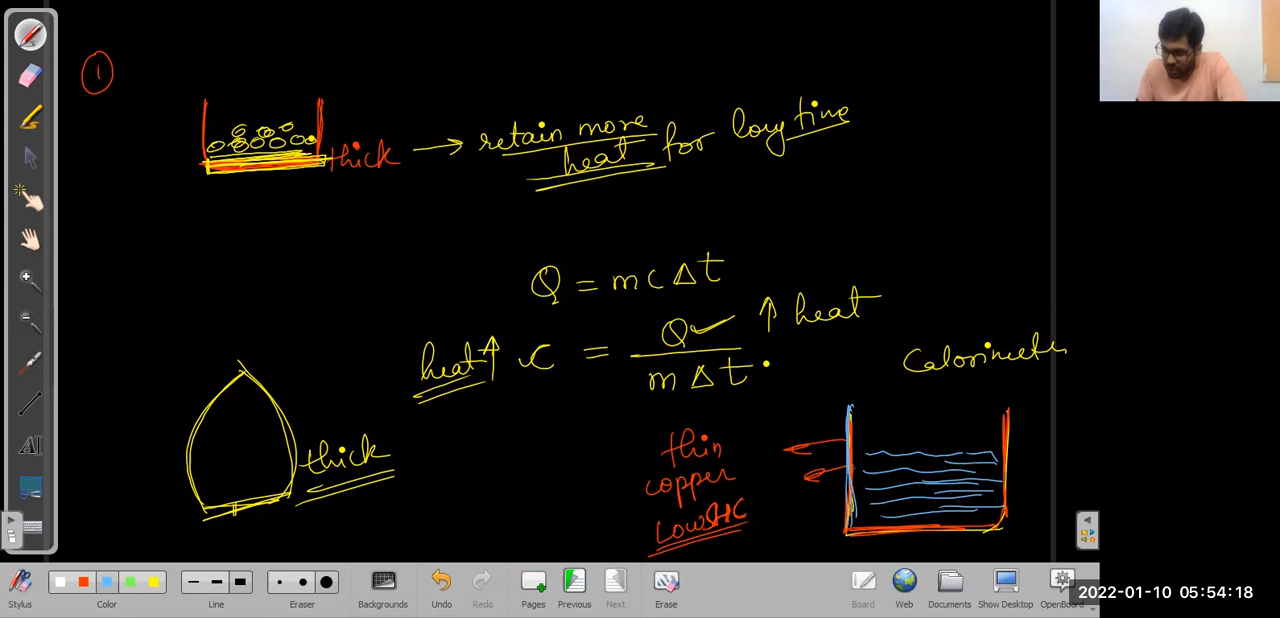 1
thick → retain more
heat for long time
Q = mcΔt
heat↑ c = Q / mΔt ↑ heat
Calorimeter
thick
thin
copper
Low SHC
Stylus
Color
Line
Eraser
Backgrounds
Undo
Redo
Pages
Previous
Next
Erase
Board
Web
Documents
Show Desktop
OpenBoard
2022-01-10 05:54:18